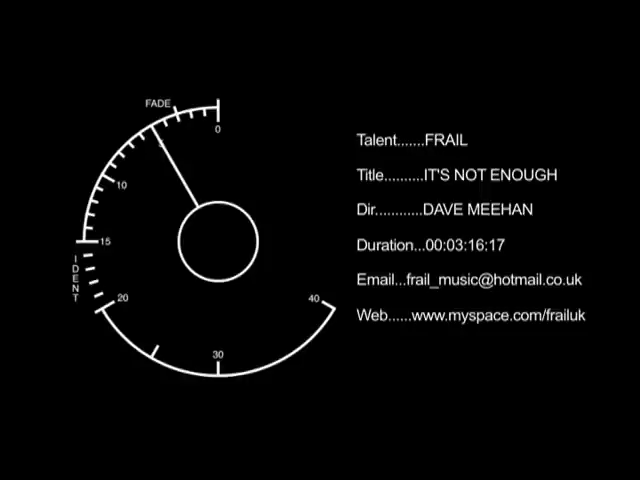 FADE
0
5
10
15
IDENT
20
30
40
Talent.......FRAIL
Title..........IT'S NOT ENOUGH
Dir............DAVE MEEHAN
Duration...00:03:16:17
Email...frail_music@hotmail.co.uk
Web......www.myspace.com/frailuk